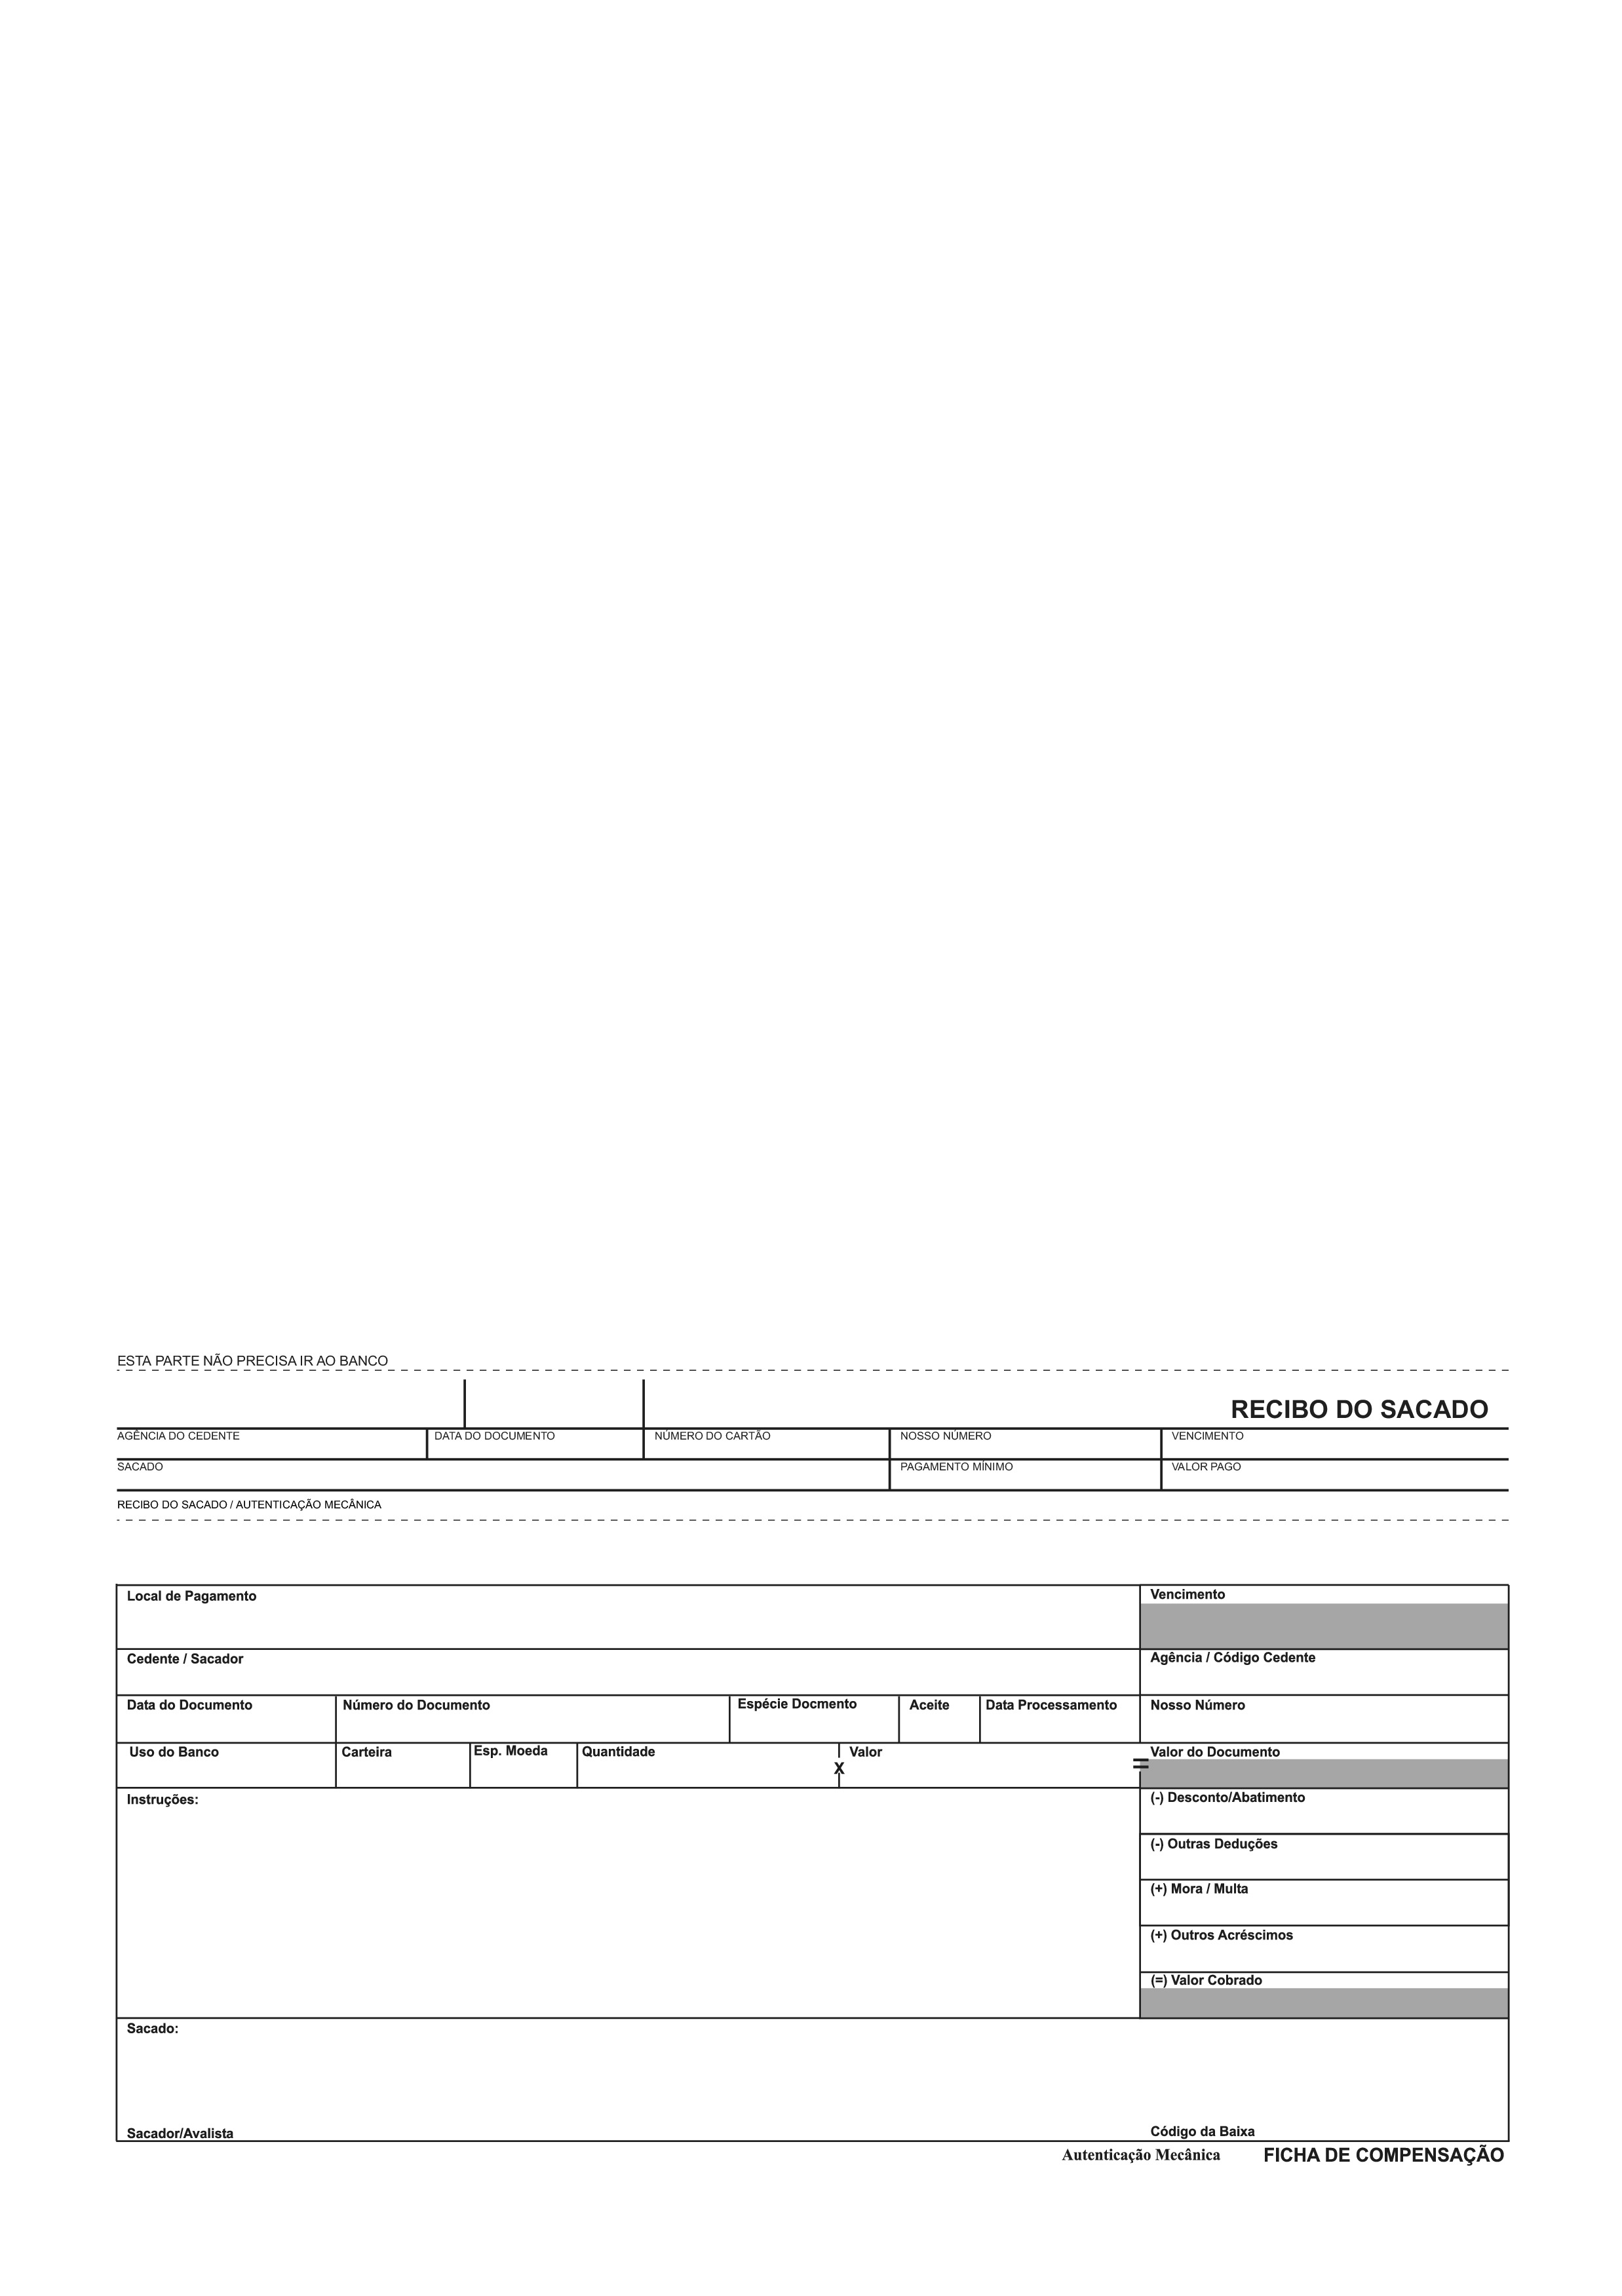 ESTA PARTE NÃO PRECISA IR AO BANCO
RECIBO DO SACADO
AGÊNCIA DO CEDENTE DATA DO DOCUMENTO NÚMERO DO CARTÃO NOSSO NÚMERO VENCIMENTO
SACADO PAGAMENTO MÍNIMO VALOR PAGO
RECIBO DO SACADO / AUTENTICAÇÃO MECÂNICA
Local de Pagamento Vencimento
Cedente / Sacador Agência / Código Cedente
Data do Documento Número do Documento Espécie Docmento Aceite Data Processamento Nosso Número
Uso do Banco Carteira Esp. Moeda Quantidade X Valor = Valor do Documento
Instruções: (-) Desconto/Abatimento
(-) Outras Deduções
(+) Mora / Multa
(+) Outros Acréscimos
(=) Valor Cobrado
Sacado:
Sacador/Avalista Código da Baixa
Autenticação Mecânica FICHA DE COMPENSAÇÃO